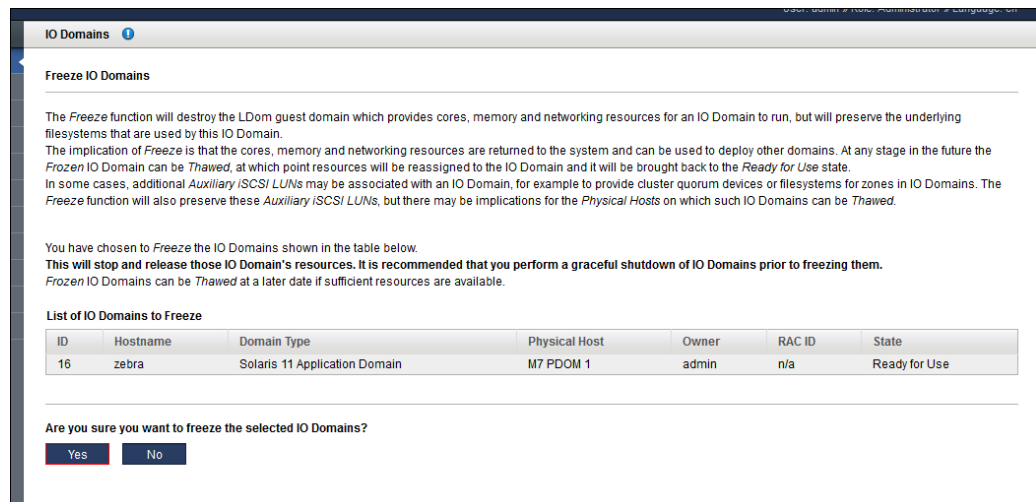 User: admin » Role: Administrator » Language: en
IO Domains
Freeze IO Domains
The Freeze function will destroy the LDom guest domain which provides cores, memory and networking resources for an IO Domain to run, but will preserve the underlying
filesystems that are used by this IO Domain.
The implication of Freeze is that the cores, memory and networking resources are returned to the system and can be used to deploy other domains. At any stage in the future the
Frozen IO Domain can be Thawed, at which point resources will be reassigned to the IO Domain and it will be brought back to the Ready for Use state.
In some cases, additional Auxiliary iSCSI LUNs may be associated with an IO Domain, for example to provide cluster quorum devices or filesystems for zones in IO Domains. The
Freeze function will also preserve these Auxiliary iSCSI LUNs, but there may be implications for the Physical Hosts on which such IO Domains can be Thawed.
You have chosen to Freeze the IO Domains shown in the table below.
This will stop and release those IO Domain's resources. It is recommended that you perform a graceful shutdown of IO Domains prior to freezing them.
Frozen IO Domains can be Thawed at a later date if sufficient resources are available.
List of IO Domains to Freeze
ID Hostname Domain Type Physical Host Owner RAC ID State
16 zebra Solaris 11 Application Domain M7 PDOM 1 admin n/a Ready for Use
Are you sure you want to freeze the selected IO Domains?
Yes No